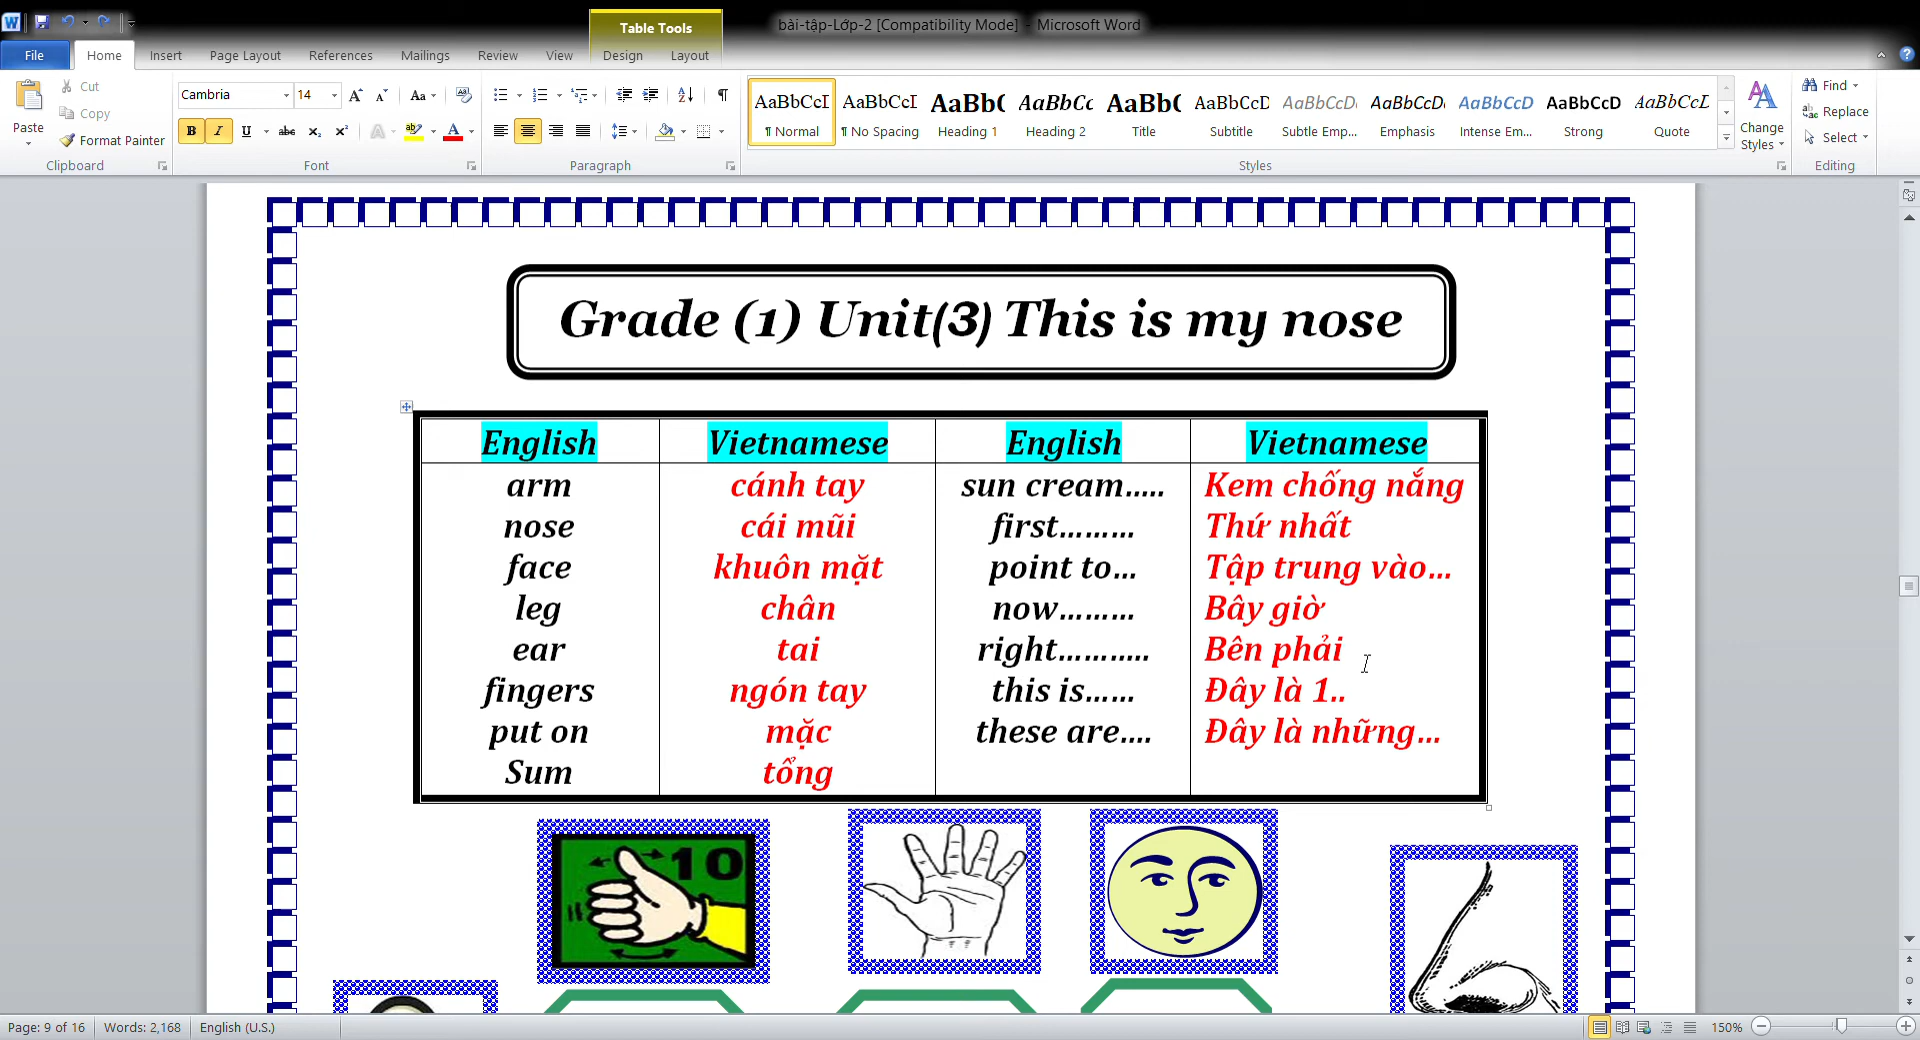 bài-tập-Lớp-2 [Compatibility Mode] - Microsoft Word
Table Tools
File Home Insert Page Layout References Mailings Review View Design Layout
Paste
Cut
Copy
Format Painter
Clipboard
Cambria 14
Font
Paragraph
AaBbCcI AaBbCcI AaBb( AaBbCc AaBb( AaBbCcD AaBbCcD AaBbCcD AaBbCcD AaBbCcD AaBbCcL
¶ Normal ¶ No Spacing Heading 1 Heading 2 Title Subtitle Subtle Emp... Emphasis Intense Em... Strong Quote
Styles
Change
Styles
Find
Replace
Select
Editing
Grade (1) Unit(3) This is my nose
English Vietnamese English Vietnamese
arm cánh tay sun cream..... Kem chống nắng
nose cái mũi first......... Thứ nhất
face khuôn mặt point to... Tập trung vào...
leg chân now......... Bây giờ
ear tai right........... Bên phải
fingers ngón tay this is...... Đây là 1..
put on mặc these are.... Đây là những...
Sum tổng
10
Page: 9 of 16 Words: 2,168 English (U.S.) 150%